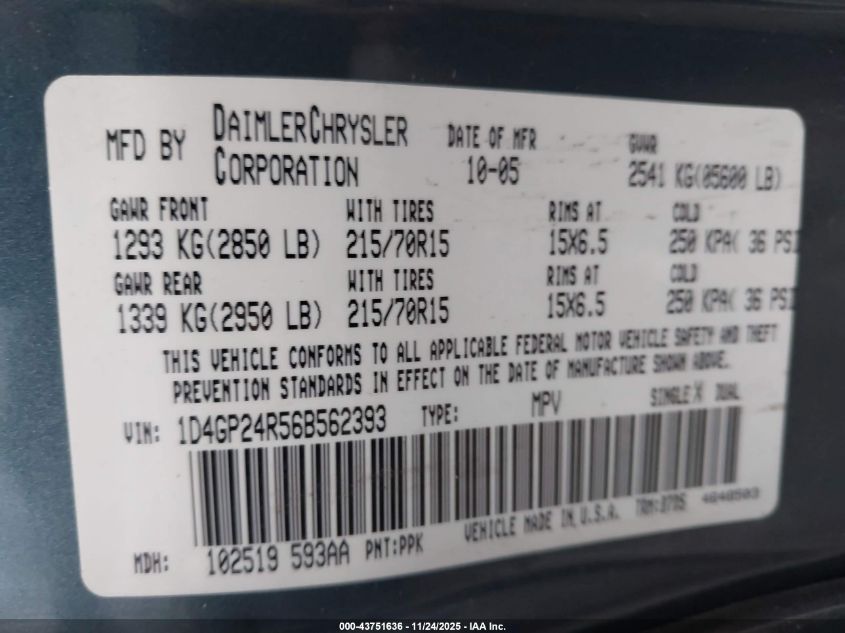 MFD BY DAIMLERCHRYSLER CORPORATION DATE OF MFR 10-05 GVWR 2541 KG(05600 LB)
GAWR FRONT WITH TIRES RIMS AT COLD
1293 KG(2850 LB) 215/70R15 15X6.5 250 KPA( 36 PSI
GAWR REAR WITH TIRES RIMS AT COLD
1339 KG(2950 LB) 215/70R15 15X6.5 250 KPA( 36 PSI
THIS VEHICLE CONFORMS TO ALL APPLICABLE FEDERAL MOTOR VEHICLE SAFETY AND THEFT
PREVENTION STANDARDS IN EFFECT ON THE DATE OF MANUFACTURE SHOWN ABOVE.
VIN: 1D4GP24R56B562393 TYPE: MPV SINGLE X DUAL
MDH: 102519 593AA PNT:PPK VEHICLE MADE IN U.S.A. TRM:B7D5 4648503
000-43751636 - 11/24/2025 - IAA Inc.